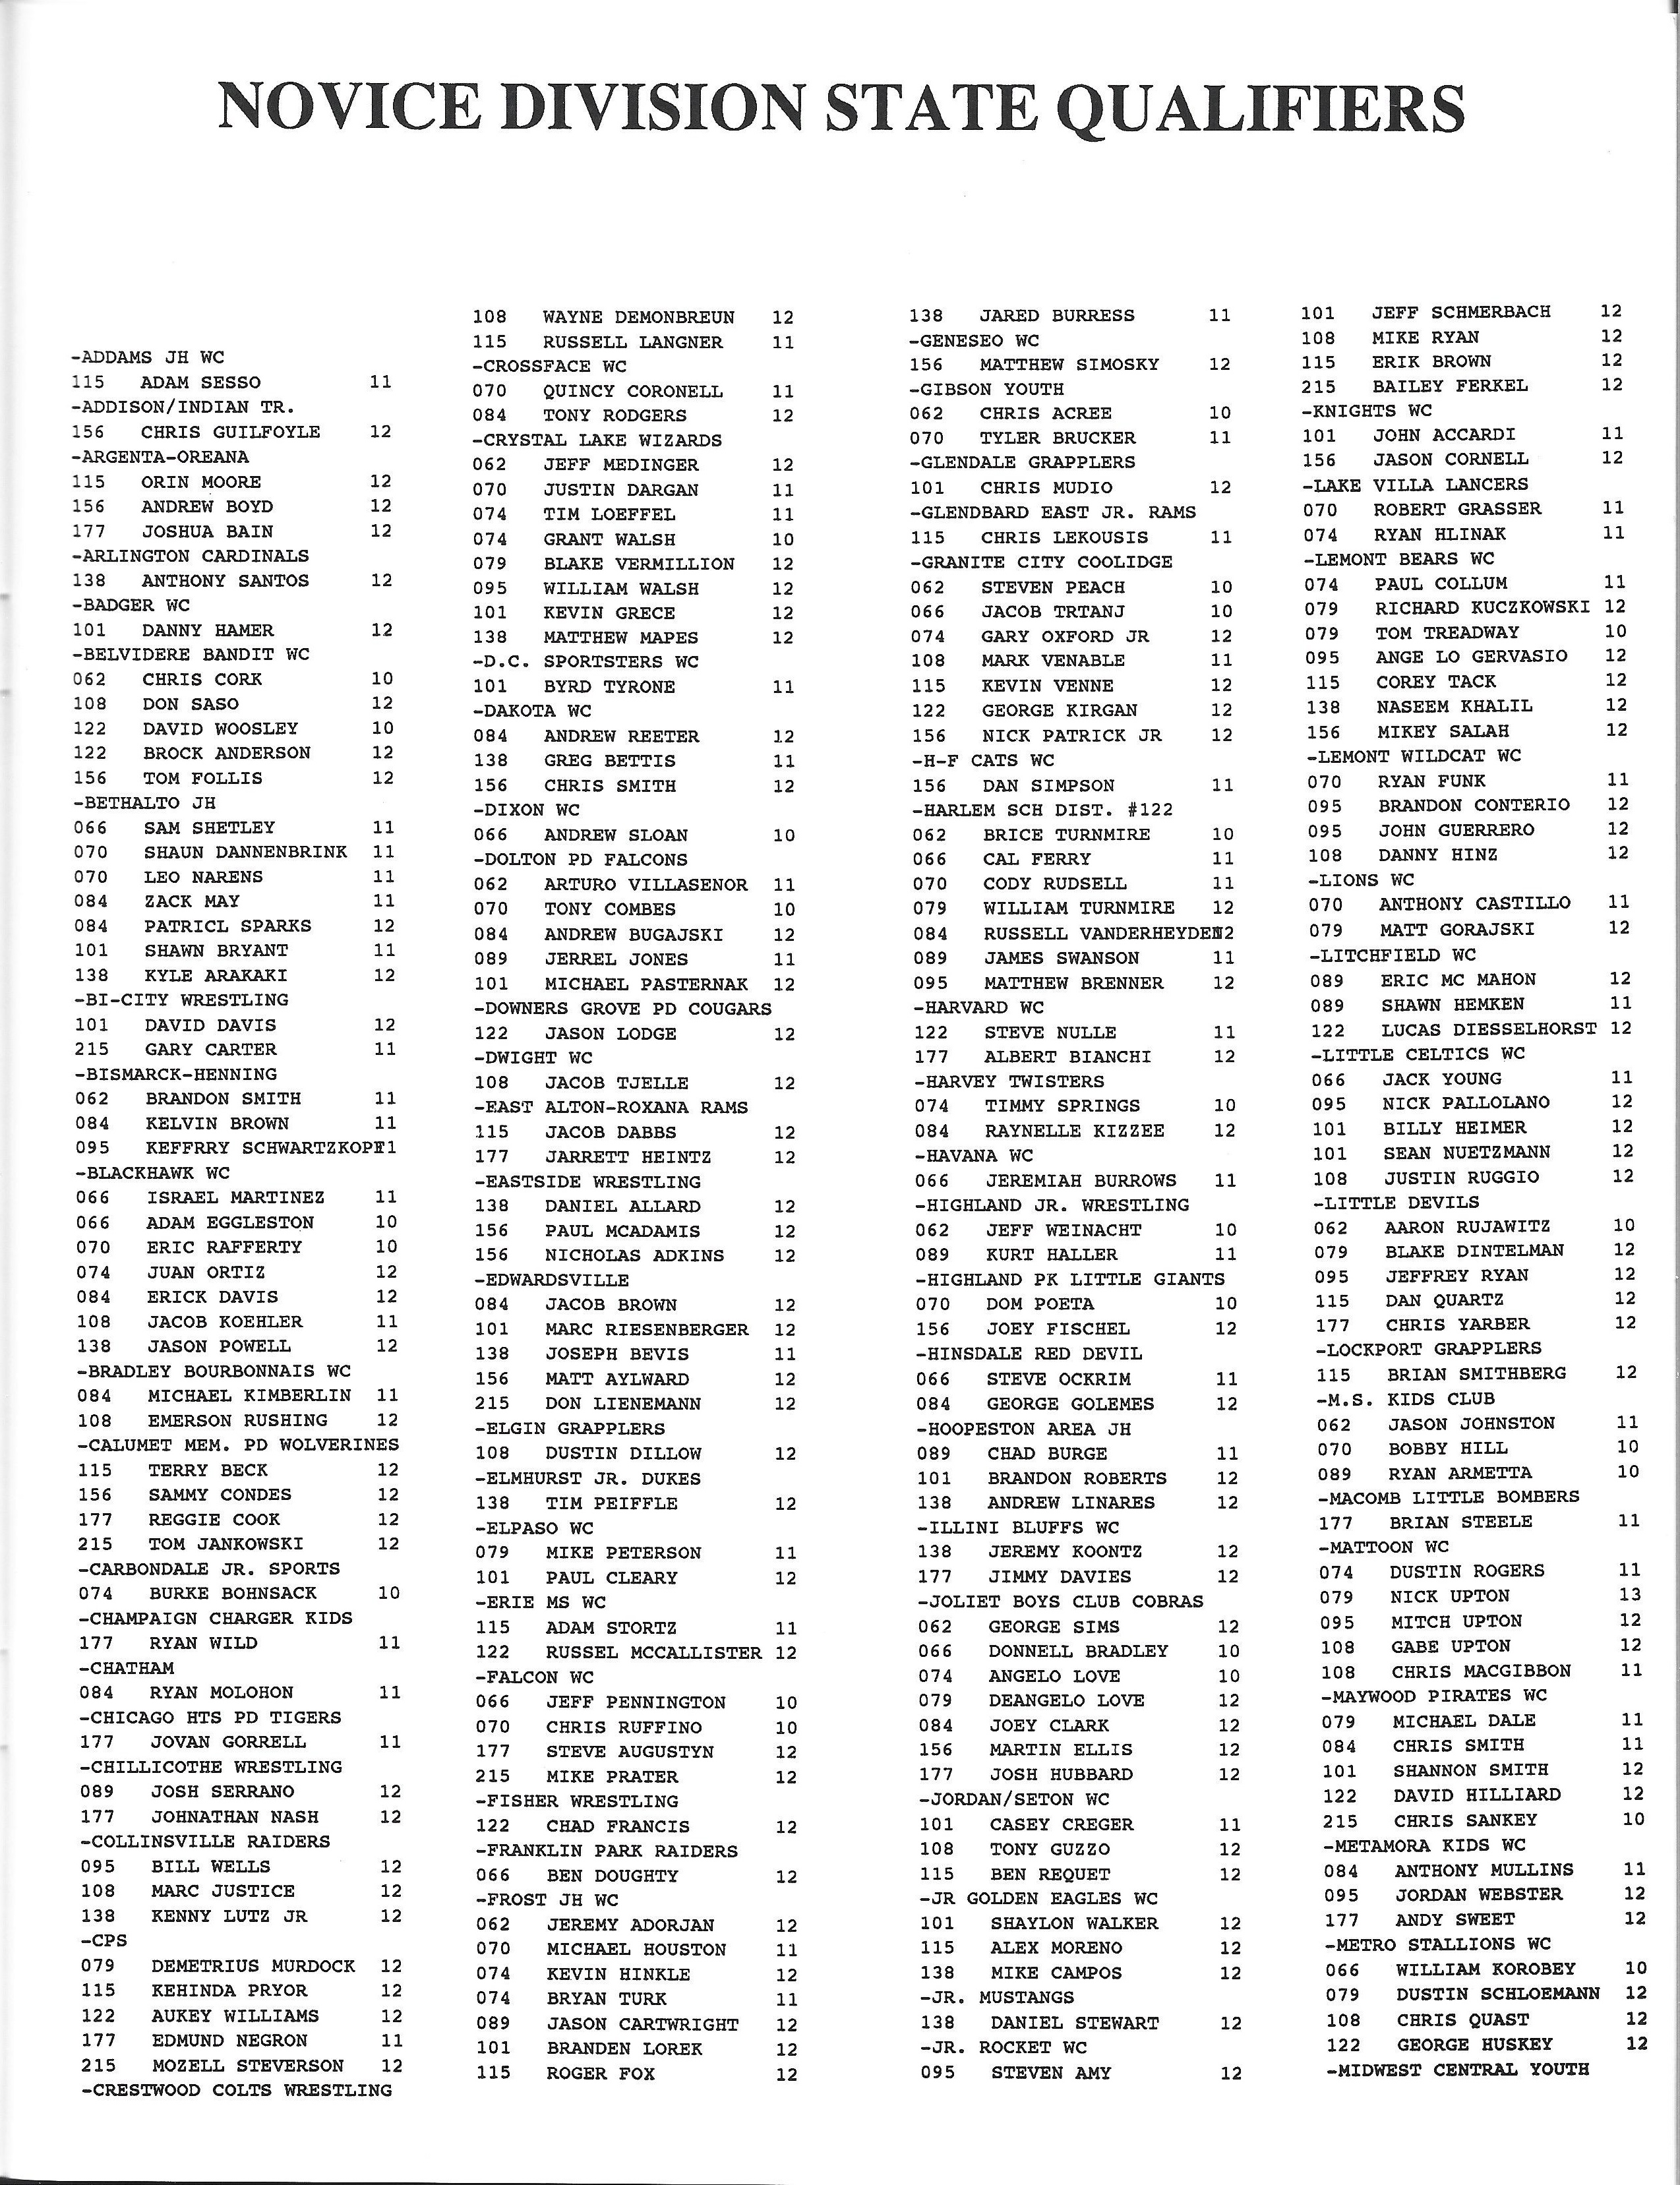 NOVICE DIVISION STATE QUALIFIERS
-ADDAMS JH WC
115 ADAM SESSO 11
-ADDISON/INDIAN TR.
156 CHRIS GUILFOYLE 12
-ARGENTA-OREANA
115 ORIN MOORE 12
156 ANDREW BOYD 12
177 JOSHUA BAIN 12
-ARLINGTON CARDINALS
138 ANTHONY SANTOS 12
-BADGER WC
101 DANNY HAMER 12
-BELVIDERE BANDIT WC
062 CHRIS CORK 10
108 DON SASO 12
122 DAVID WOOSLEY 10
122 BROCK ANDERSON 12
156 TOM FOLLIS 12
-BETHALTO JH
066 SAM SHETLEY 11
070 SHAUN DANNENBRINK 11
070 LEO NARENS 11
084 ZACK MAY 11
084 PATRICL SPARKS 12
101 SHAWN BRYANT 11
138 KYLE ARAKAKI 12
-BI-CITY WRESTLING
101 DAVID DAVIS 12
215 GARY CARTER 11
-BISMARCK-HENNING
062 BRANDON SMITH 11
084 KELVIN BROWN 11
095 KEFFRRY SCHWARTZKOPF1
-BLACKHAWK WC
066 ISRAEL MARTINEZ 11
066 ADAM EGGLESTON 10
070 ERIC RAFFERTY 10
074 JUAN ORTIZ 12
084 ERICK DAVIS 12
108 JACOB KOEHLER 11
138 JASON POWELL 12
-BRADLEY BOURBONNAIS WC
084 MICHAEL KIMBERLIN 11
108 EMERSON RUSHING 12
-CALUMET MEM. PD WOLVERINES
115 TERRY BECK 12
156 SAMMY CONDES 12
177 REGGIE COOK 12
215 TOM JANKOWSKI 12
-CARBONDALE JR. SPORTS
074 BURKE BOHNSACK 10
-CHAMPAIGN CHARGER KIDS
177 RYAN WILD 11
-CHATHAM
084 RYAN MOLOHON 11
-CHICAGO HTS PD TIGERS
177 JOVAN GORRELL 11
-CHILLICOTHE WRESTLING
089 JOSH SERRANO 12
177 JOHNATHAN NASH 12
-COLLINSVILLE RAIDERS
095 BILL WELLS 12
108 MARC JUSTICE 12
138 KENNY LUTZ JR 12
-CPS
079 DEMETRIUS MURDOCK 12
115 KEHINDA PRYOR 12
122 AUKEY WILLIAMS 12
177 EDMUND NEGRON 11
215 MOZELL STEVERSON 12
-CRESTWOOD COLTS WRESTLING
108 WAYNE DEMONBREUN 12
115 RUSSELL LANGNER 11
-CROSSFACE WC
070 QUINCY CORONELL 11
084 TONY RODGERS 12
-CRYSTAL LAKE WIZARDS
062 JEFF MEDINGER 12
070 JUSTIN DARGAN 11
074 TIM LOEFFEL 11
074 GRANT WALSH 10
079 BLAKE VERMILLION 12
095 WILLIAM WALSH 12
101 KEVIN GRECE 12
138 MATTHEW MAPES 12
-D.C. SPORTSTERS WC
101 BYRD TYRONE 11
-DAKOTA WC
084 ANDREW REETER 12
138 GREG BETTIS 11
156 CHRIS SMITH 12
-DIXON WC
066 ANDREW SLOAN 10
-DOLTON PD FALCONS
062 ARTURO VILLASENOR 11
070 TONY COMBES 10
084 ANDREW BUGAJSKI 12
089 JERREL JONES 11
101 MICHAEL PASTERNAK 12
-DOWNERS GROVE PD COUGARS
122 JASON LODGE 12
-DWIGHT WC
108 JACOB TJELLE 12
-EAST ALTON-ROXANA RAMS
115 JACOB DABBS 12
177 JARRETT HEINTZ 12
-EASTSIDE WRESTLING
138 DANIEL ALLARD 12
156 PAUL MCADAMIS 12
156 NICHOLAS ADKINS 12
-EDWARDSVILLE
084 JACOB BROWN 12
101 MARC RIESENBERGER 12
138 JOSEPH BEVIS 11
156 MATT AYLWARD 12
215 DON LIENEMANN 12
-ELGIN GRAPPLERS
108 DUSTIN DILLOW 12
-ELMHURST JR. DUKES
138 TIM PEIFFLE 12
-ELPASO WC
079 MIKE PETERSON 11
101 PAUL CLEARY 12
-ERIE MS WC
115 ADAM STORTZ 11
122 RUSSEL MCCALLISTER 12
-FALCON WC
066 JEFF PENNINGTON 10
070 CHRIS RUFFINO 10
177 STEVE AUGUSTYN 12
215 MIKE PRATER 12
-FISHER WRESTLING
122 CHAD FRANCIS 12
-FRANKLIN PARK RAIDERS
066 BEN DOUGHTY 12
-FROST JH WC
062 JEREMY ADORJAN 12
070 MICHAEL HOUSTON 11
074 KEVIN HINKLE 12
074 BRYAN TURK 11
089 JASON CARTWRIGHT 12
101 BRANDEN LOREK 12
115 ROGER FOX 12
138 JARED BURRESS 11
-GENESEO WC
156 MATTHEW SIMOSKY 12
-GIBSON YOUTH
062 CHRIS ACREE 10
070 TYLER BRUCKER 11
-GLENDALE GRAPPLERS
101 CHRIS MUDIO 12
-GLENDBARD EAST JR. RAMS
115 CHRIS LEKOUSIS 11
-GRANITE CITY COOLIDGE
062 STEVEN PEACH 10
066 JACOB TRTANJ 10
074 GARY OXFORD JR 12
108 MARK VENABLE 11
115 KEVIN VENNE 12
122 GEORGE KIRGAN 12
156 NICK PATRICK JR 12
-H-F CATS WC
156 DAN SIMPSON 11
-HARLEM SCH DIST. #122
062 BRICE TURNMIRE 10
066 CAL FERRY 11
070 CODY RUDSELL 11
079 WILLIAM TURNMIRE 12
084 RUSSELL VANDERHEYDEN2
089 JAMES SWANSON 11
095 MATTHEW BRENNER 12
-HARVARD WC
122 STEVE NULLE 11
177 ALBERT BIANCHI 12
-HARVEY TWISTERS
074 TIMMY SPRINGS 10
084 RAYNELLE KIZZEE 12
-HAVANA WC
066 JEREMIAH BURROWS 11
-HIGHLAND JR. WRESTLING
062 JEFF WEINACHT 10
089 KURT HALLER 11
-HIGHLAND PK LITTLE GIANTS
070 DOM POETA 10
156 JOEY FISCHEL 12
-HINSDALE RED DEVIL
066 STEVE OCKRIM 11
084 GEORGE GOLEMES 12
-HOOPESTON AREA JH
089 CHAD BURGE 11
101 BRANDON ROBERTS 12
138 ANDREW LINARES 12
-ILLINI BLUFFS WC
138 JEREMY KOONTZ 12
177 JIMMY DAVIES 12
-JOLIET BOYS CLUB COBRAS
062 GEORGE SIMS 12
066 DONNELL BRADLEY 10
074 ANGELO LOVE 10
079 DEANGELO LOVE 12
084 JOEY CLARK 12
156 MARTIN ELLIS 12
177 JOSH HUBBARD 12
-JORDAN/SETON WC
101 CASEY CREGER 11
108 TONY GUZZO 12
115 BEN REQUET 12
-JR GOLDEN EAGLES WC
101 SHAYLON WALKER 12
115 ALEX MORENO 12
138 MIKE CAMPOS 12
-JR. MUSTANGS
138 DANIEL STEWART 12
-JR. ROCKET WC
095 STEVEN AMY 12
101 JEFF SCHMERBACH 12
108 MIKE RYAN 12
115 ERIK BROWN 12
215 BAILEY FERKEL 12
-KNIGHTS WC
101 JOHN ACCARDI 11
156 JASON CORNELL 12
-LAKE VILLA LANCERS
070 ROBERT GRASSER 11
074 RYAN HLINAK 11
-LEMONT BEARS WC
074 PAUL COLLUM 11
079 RICHARD KUCZKOWSKI 12
079 TOM TREADWAY 10
095 ANGE LO GERVASIO 12
115 COREY TACK 12
138 NASEEM KHALIL 12
156 MIKEY SALAH 12
-LEMONT WILDCAT WC
070 RYAN FUNK 11
095 BRANDON CONTERIO 12
095 JOHN GUERRERO 12
108 DANNY HINZ 12
-LIONS WC
070 ANTHONY CASTILLO 11
079 MATT GORAJSKI 12
-LITCHFIELD WC
089 ERIC MC MAHON 12
089 SHAWN HEMKEN 11
122 LUCAS DIESSELHORST 12
-LITTLE CELTICS WC
066 JACK YOUNG 11
095 NICK PALLOLANO 12
101 BILLY HEIMER 12
101 SEAN NUETZMANN 12
108 JUSTIN RUGGIO 12
-LITTLE DEVILS
062 AARON RUJAWITZ 10
079 BLAKE DINTELMAN 12
095 JEFFREY RYAN 12
115 DAN QUARTZ 12
177 CHRIS YARBER 12
-LOCKPORT GRAPPLERS
115 BRIAN SMITHBERG 12
-M.S. KIDS CLUB
062 JASON JOHNSTON 11
070 BOBBY HILL 10
089 RYAN ARMETTA 10
-MACOMB LITTLE BOMBERS
177 BRIAN STEELE 11
-MATTOON WC
074 DUSTIN ROGERS 11
079 NICK UPTON 13
095 MITCH UPTON 12
108 GABE UPTON 12
108 CHRIS MACGIBBON 11
-MAYWOOD PIRATES WC
079 MICHAEL DALE 11
084 CHRIS SMITH 11
101 SHANNON SMITH 12
122 DAVID HILLIARD 12
215 CHRIS SANKEY 10
-METAMORA KIDS WC
084 ANTHONY MULLINS 11
095 JORDAN WEBSTER 12
177 ANDY SWEET 12
-METRO STALLIONS WC
066 WILLIAM KOROBEY 10
079 DUSTIN SCHLOEMANN 12
108 CHRIS QUAST 12
122 GEORGE HUSKEY 12
-MIDWEST CENTRAL YOUTH